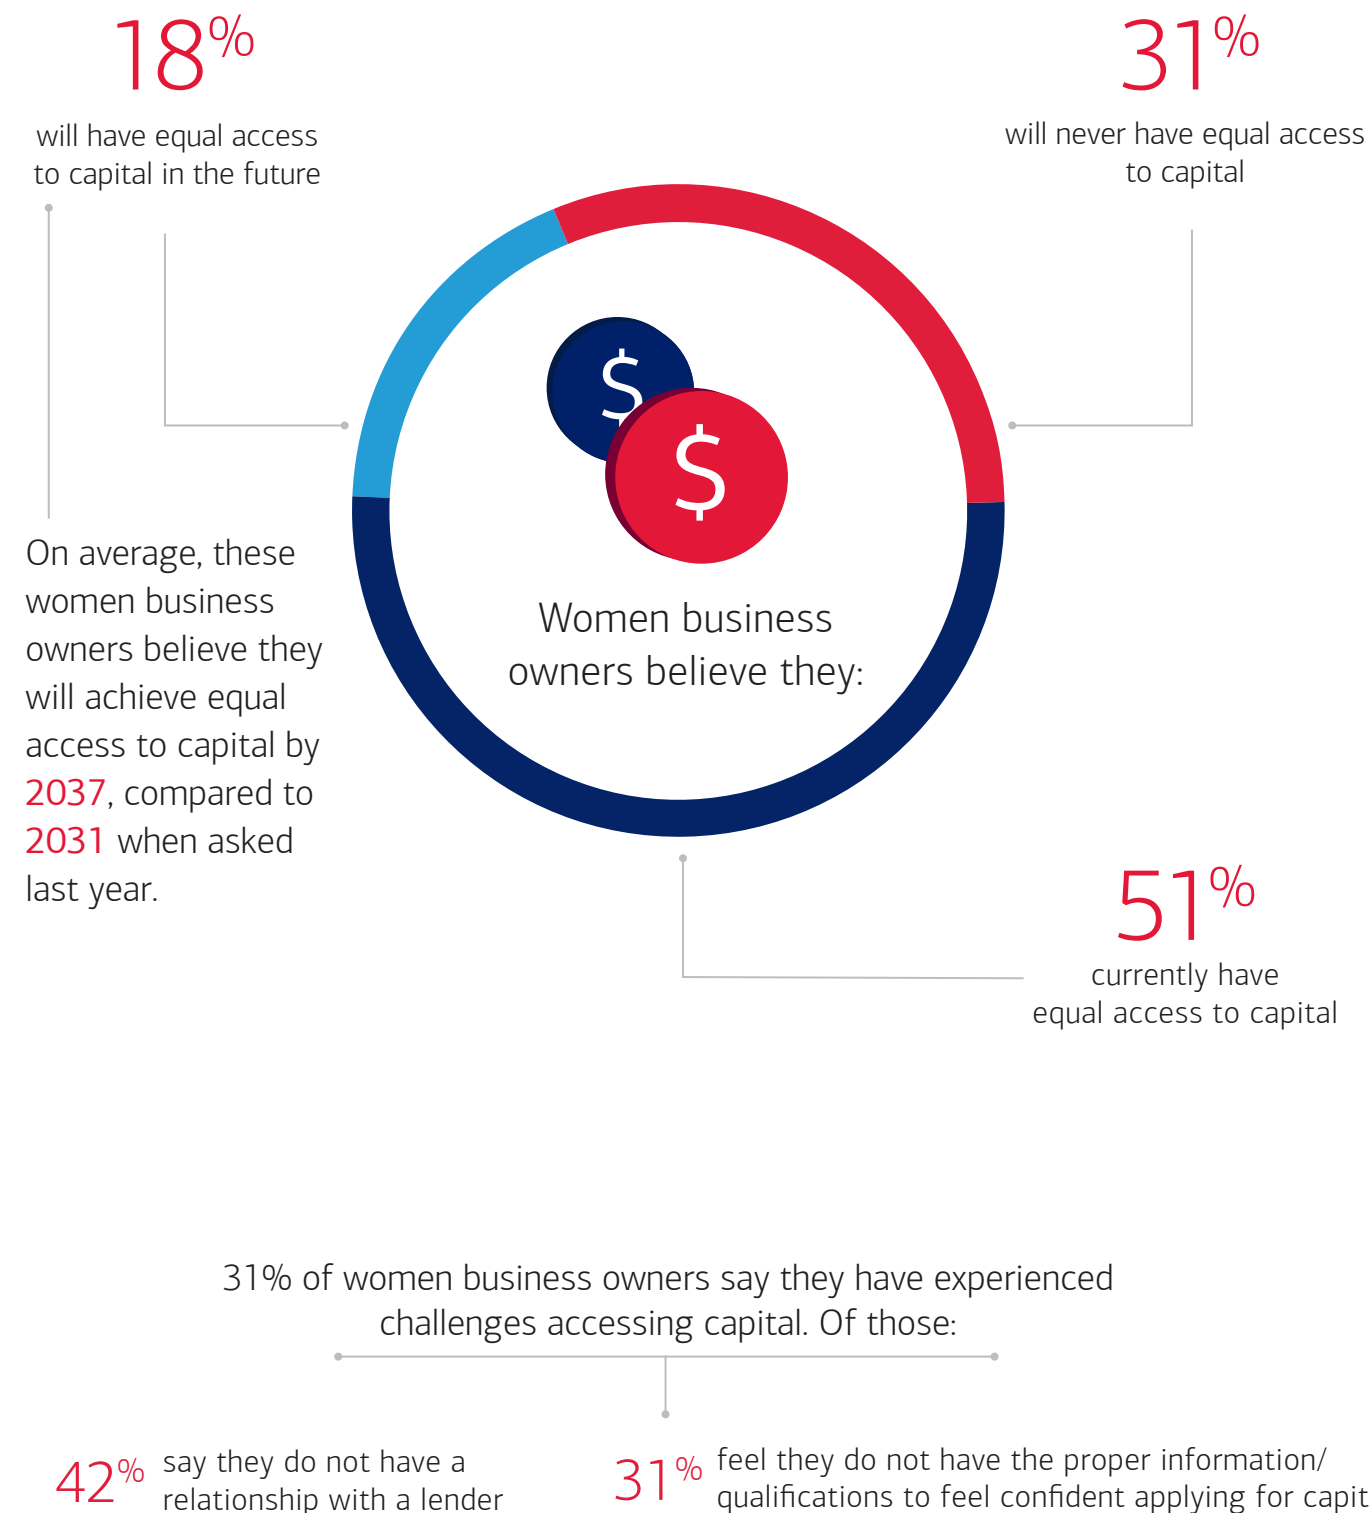 18%
will have equal access
to capital in the future
31%
will never have equal access
to capital
$
$
Women business
owners believe they:
On average, these
women business
owners believe they
will achieve equal
access to capital by
2037, compared to
2031 when asked
last year.
51%
currently have
equal access to capital
31% of women business owners say they have experienced
challenges accessing capital. Of those:
42%
say they do not have a
relationship with a lender
31%
feel they do not have the proper information/
qualifications to feel confident applying for capit